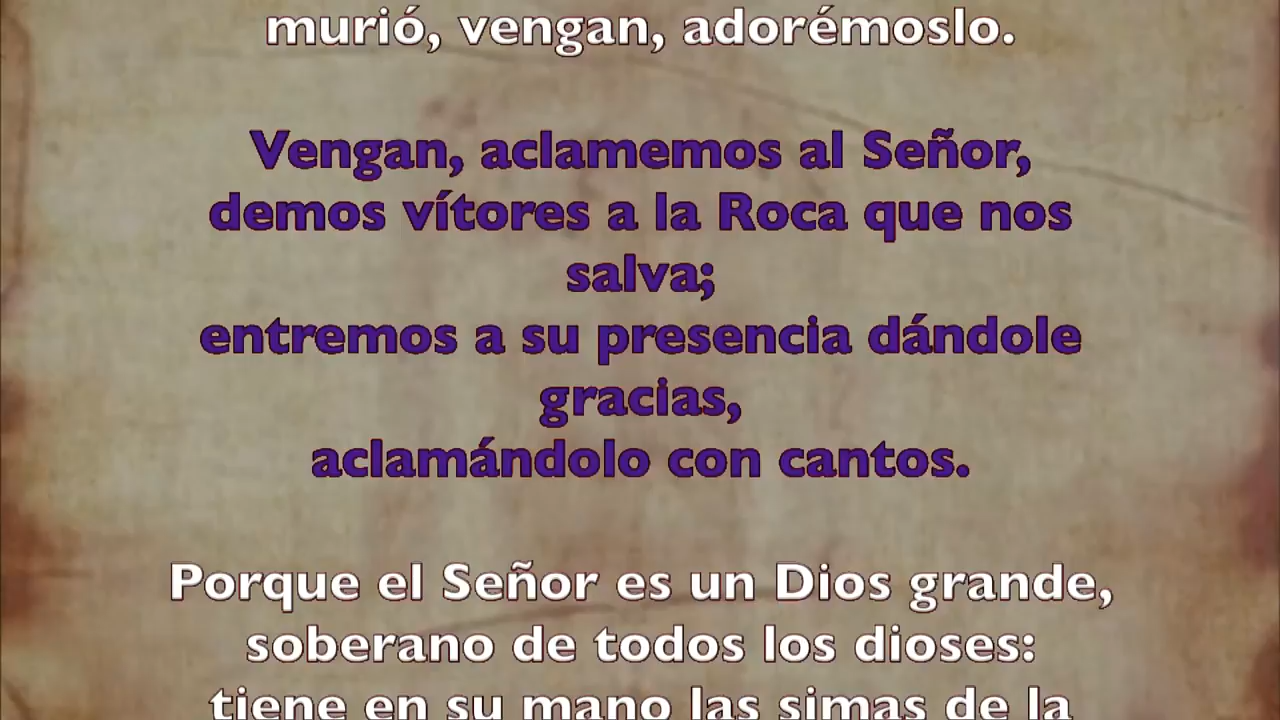 murió, vengan, adorémoslo.
Vengan, aclamemos al Señor,
demos vítores a la Roca que nos
salva;
entremos a su presencia dándole
gracias,
aclamándolo con cantos.
Porque el Señor es un Dios grande,
soberano de todos los dioses:
tiene en su mano las simas de la